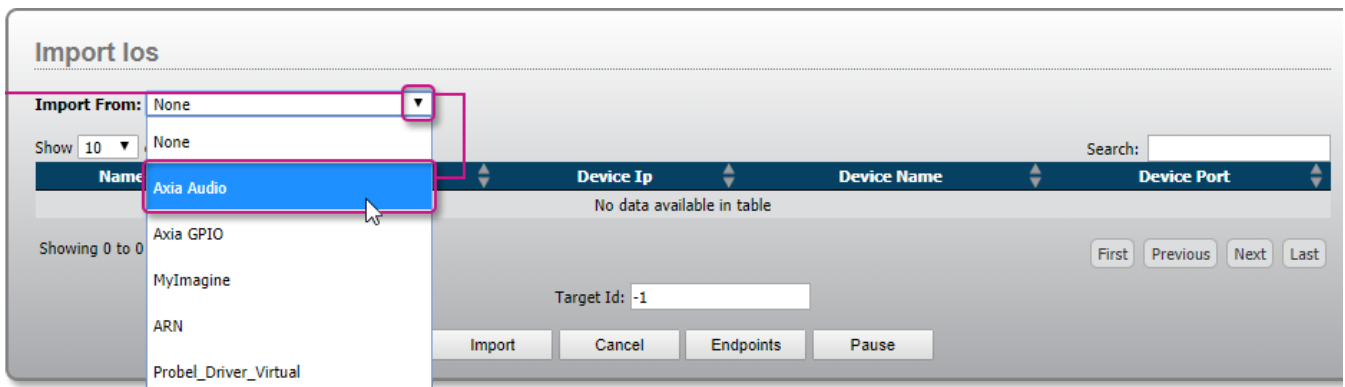 Import Ios
Import From: None
None
Show 10
Search:
Name Device Ip Device Name Device Port
Axia Audio
No data available in table
Axia GPIO
Showing 0 to 0
First Previous Next Last
MyImagine
Target Id: -1
ARN
Import Cancel Endpoints Pause
Probel_Driver_Virtual